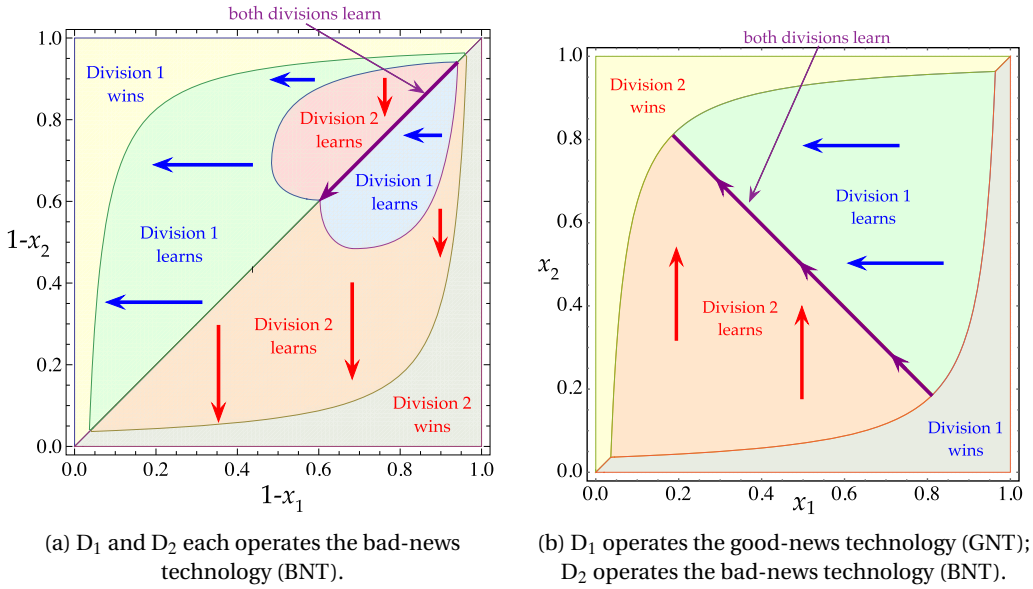 both divisions learn
1.0
Division 1
wins
Division 2
learns
0.8
Division 1
learns
0.6
1-x2
Division 1
learns
0.4
Division 2
learns
0.2
Division 2
wins
0.0
0.0 0.2 0.4 0.6 0.8 1.0
1-x1
(a) D1 and D2 each operates the bad-news
technology (BNT).
both divisions learn
1.0
Division 2
wins
0.8
Division 1
learns
0.6
x2
0.4
Division 2
learns
0.2
Division 1
wins
0.0
0.0 0.2 0.4 0.6 0.8 1.0
x1
(b) D1 operates the good-news technology (GNT);
D2 operates the bad-news technology (BNT).